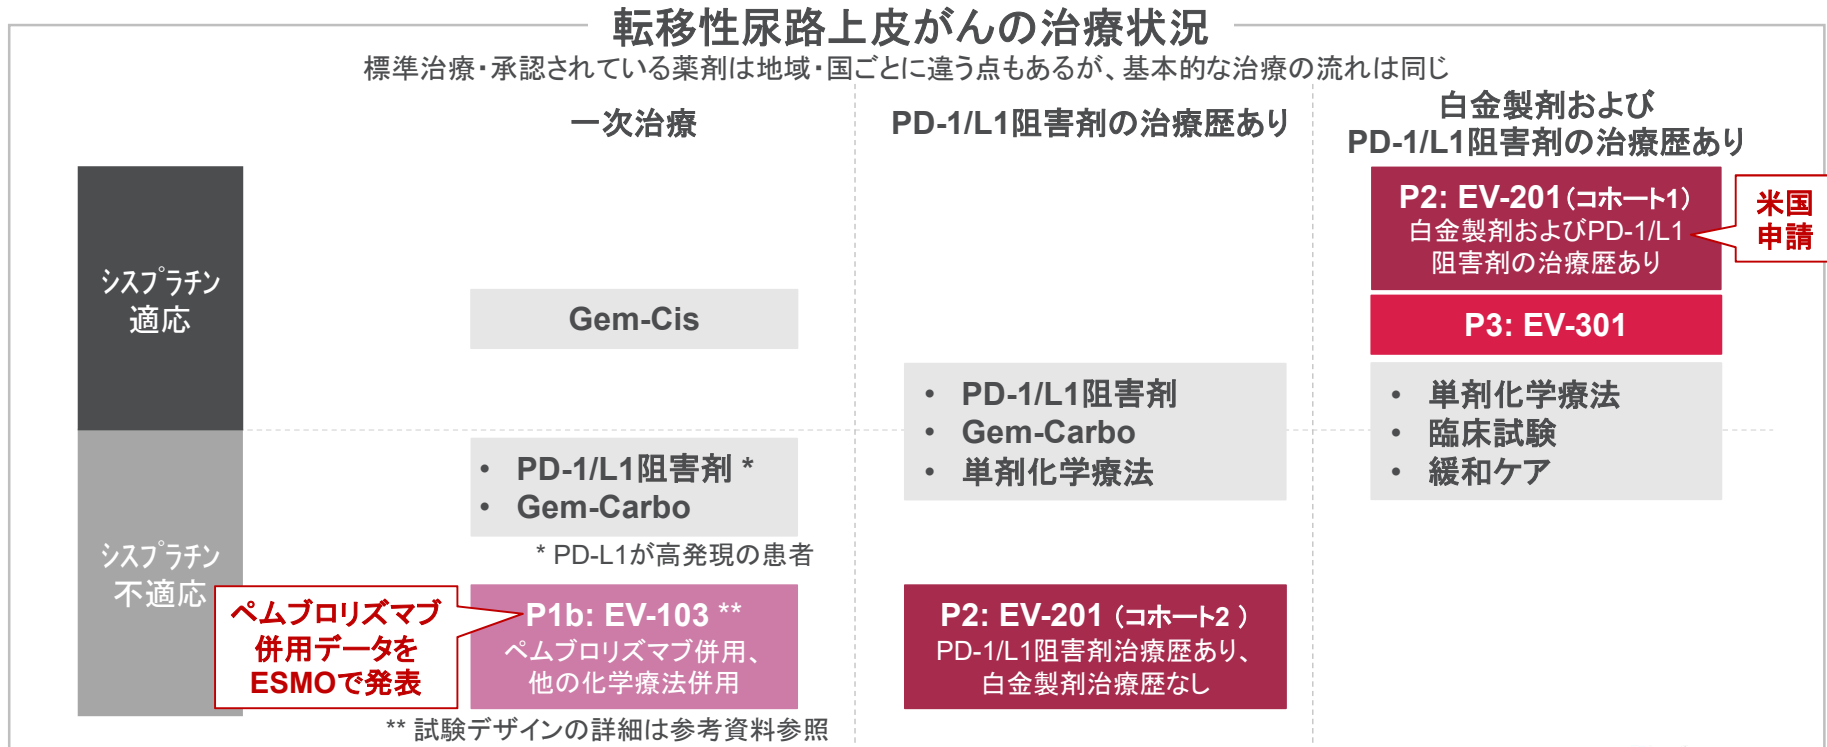 転移性尿路上皮がんの治療状況
標準治療・承認されている薬剤は地域・国ごとに違う点もあるが、基本的な治療の流れは同じ
一次治療
PD-1/L1阻害剤の治療歴あり
白金製剤および
PD-1/L1阻害剤の治療歴あり
シスプラチン
適応
Gem-Cis
P2: EV-201(コホート1)
白金製剤およびPD-1/L1
阻害剤の治療歴あり
米国
申請
P3: EV-301
• PD-1/L1阻害剤
• Gem-Carbo
• 単剤化学療法
• 単剤化学療法
• 臨床試験
• 緩和ケア
シスプラチン
不適応
• PD-1/L1阻害剤 *
• Gem-Carbo
* PD-L1が高発現の患者
ペムブロリズマブ
併用データを
ESMOで発表
P1b: EV-103 **
ペムブロリズマブ併用、
他の化学療法併用
P2: EV-201 (コホート2 )
PD-1/L1阻害剤治療歴あり、
白金製剤治療歴なし
** 試験デザインの詳細は参考資料参照